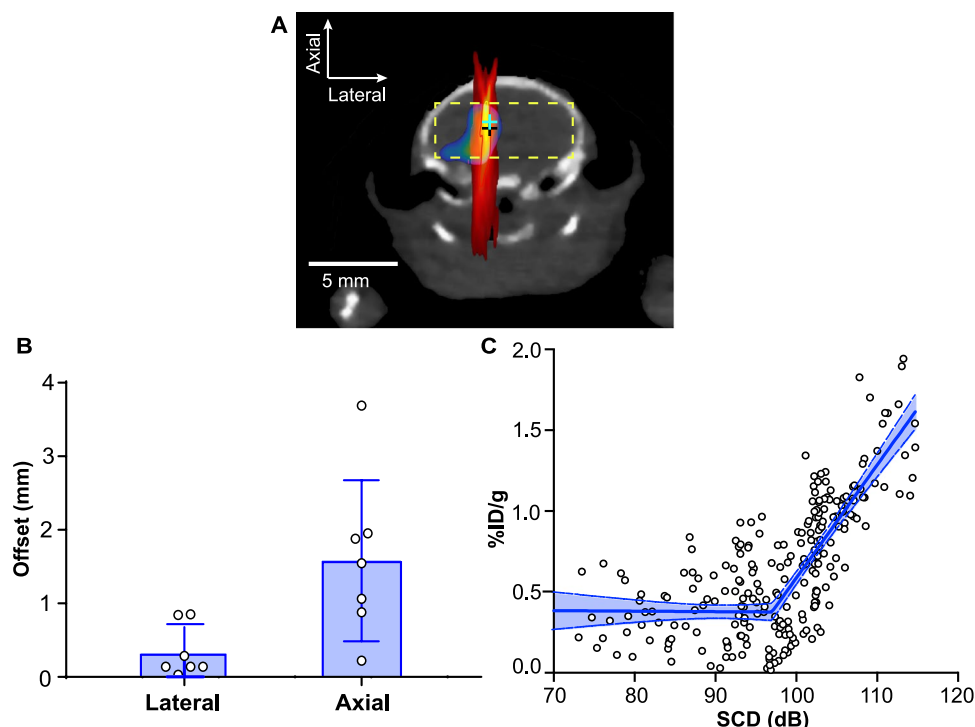 A
Axial
Lateral
5 mm
B
4
3
2
1
0
Offset (mm)
Lateral
Axial
C
2.0
1.5
1.0
0.5
0.0
%ID/g
70
80
90
100
110
120
SCD (dB)